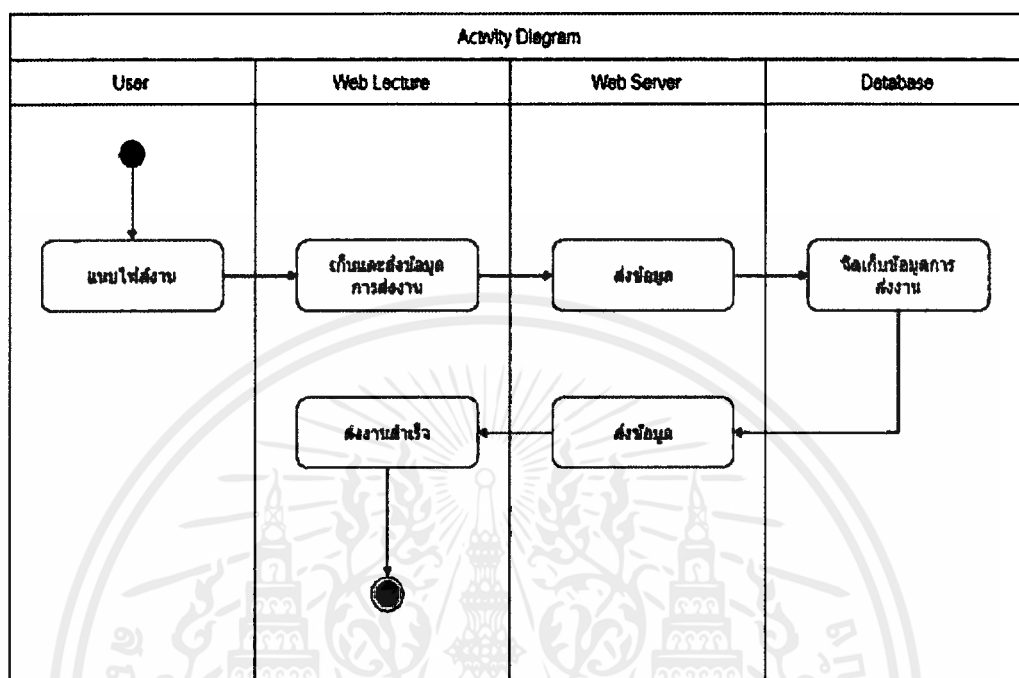 Activity Diagram
User
Web Lecture
Web Server
Database
แนบไฟล์งาน
เก็บและส่งข้อมูล
การส่งงาน
ส่งข้อมูล
จัดเก็บข้อมูลการ
ส่งงาน
ส่งงานสำเร็จ
ส่งข้อมูล